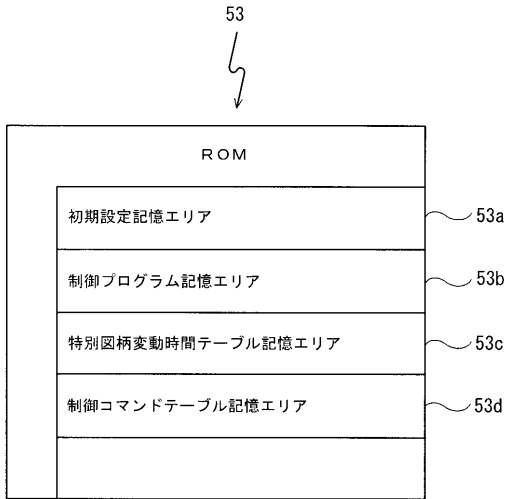 53
ROM
初期設定記憶エリア
53a
制御プログラム記憶エリア
53b
特別図柄変動時間テーブル記憶エリア
53c
制御コマンドテーブル記憶エリア
53d